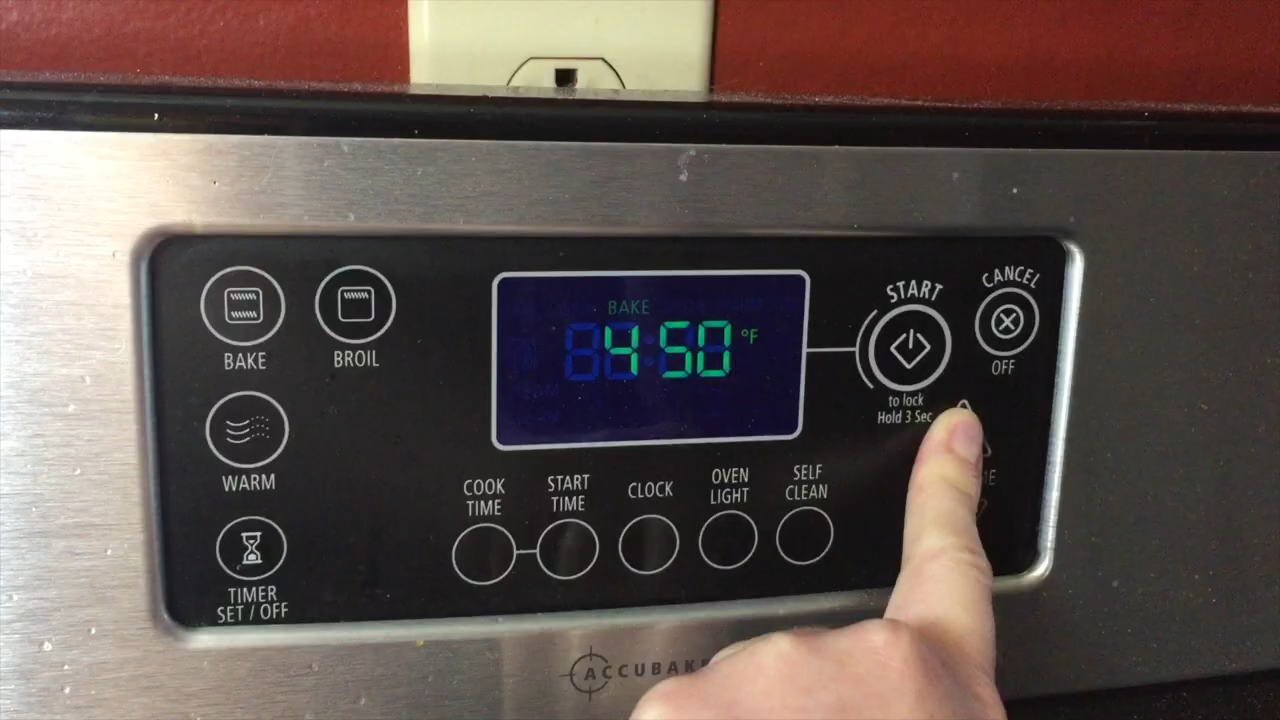 BAKE
BROIL
WARM
TIMER
SET / OFF
BAKE
450 °F
COOK
TIME
START
TIME
CLOCK
OVEN
LIGHT
SELF
CLEAN
START
to lock
Hold 3 Sec
CANCEL
OFF
ACCUBAKE